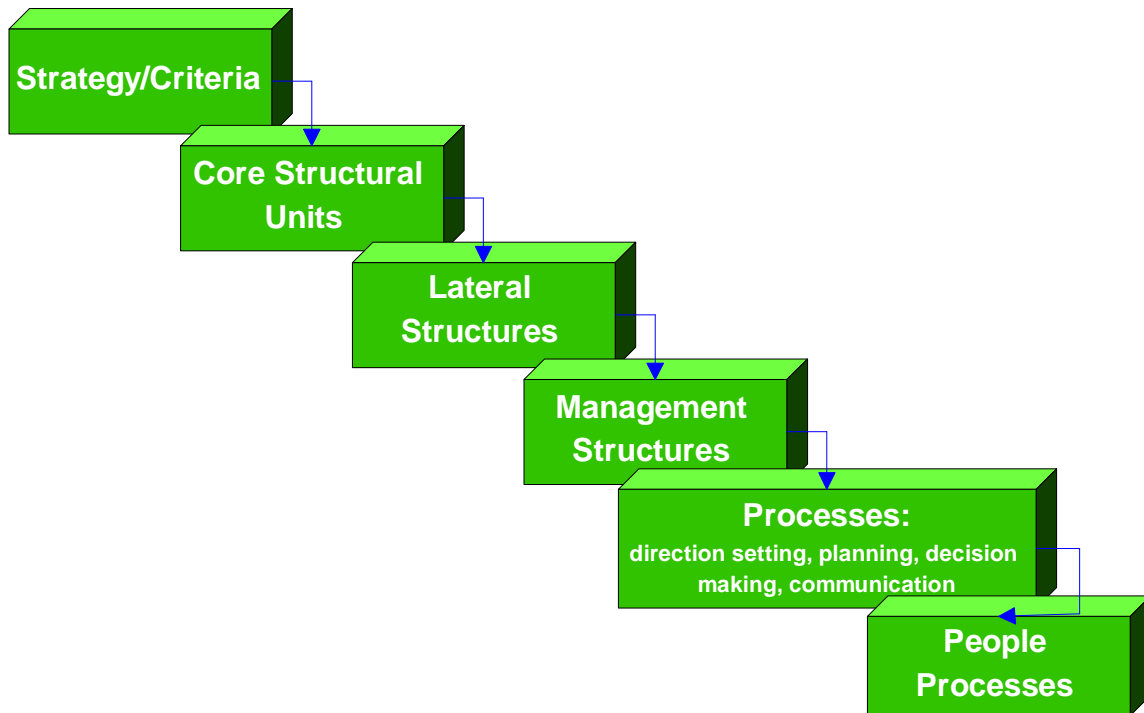 Strategy/Criteria
Core Structural
Units
Lateral
Structures
Management
Structures
Processes:
direction setting, planning, decision
making, communication
People
Processes